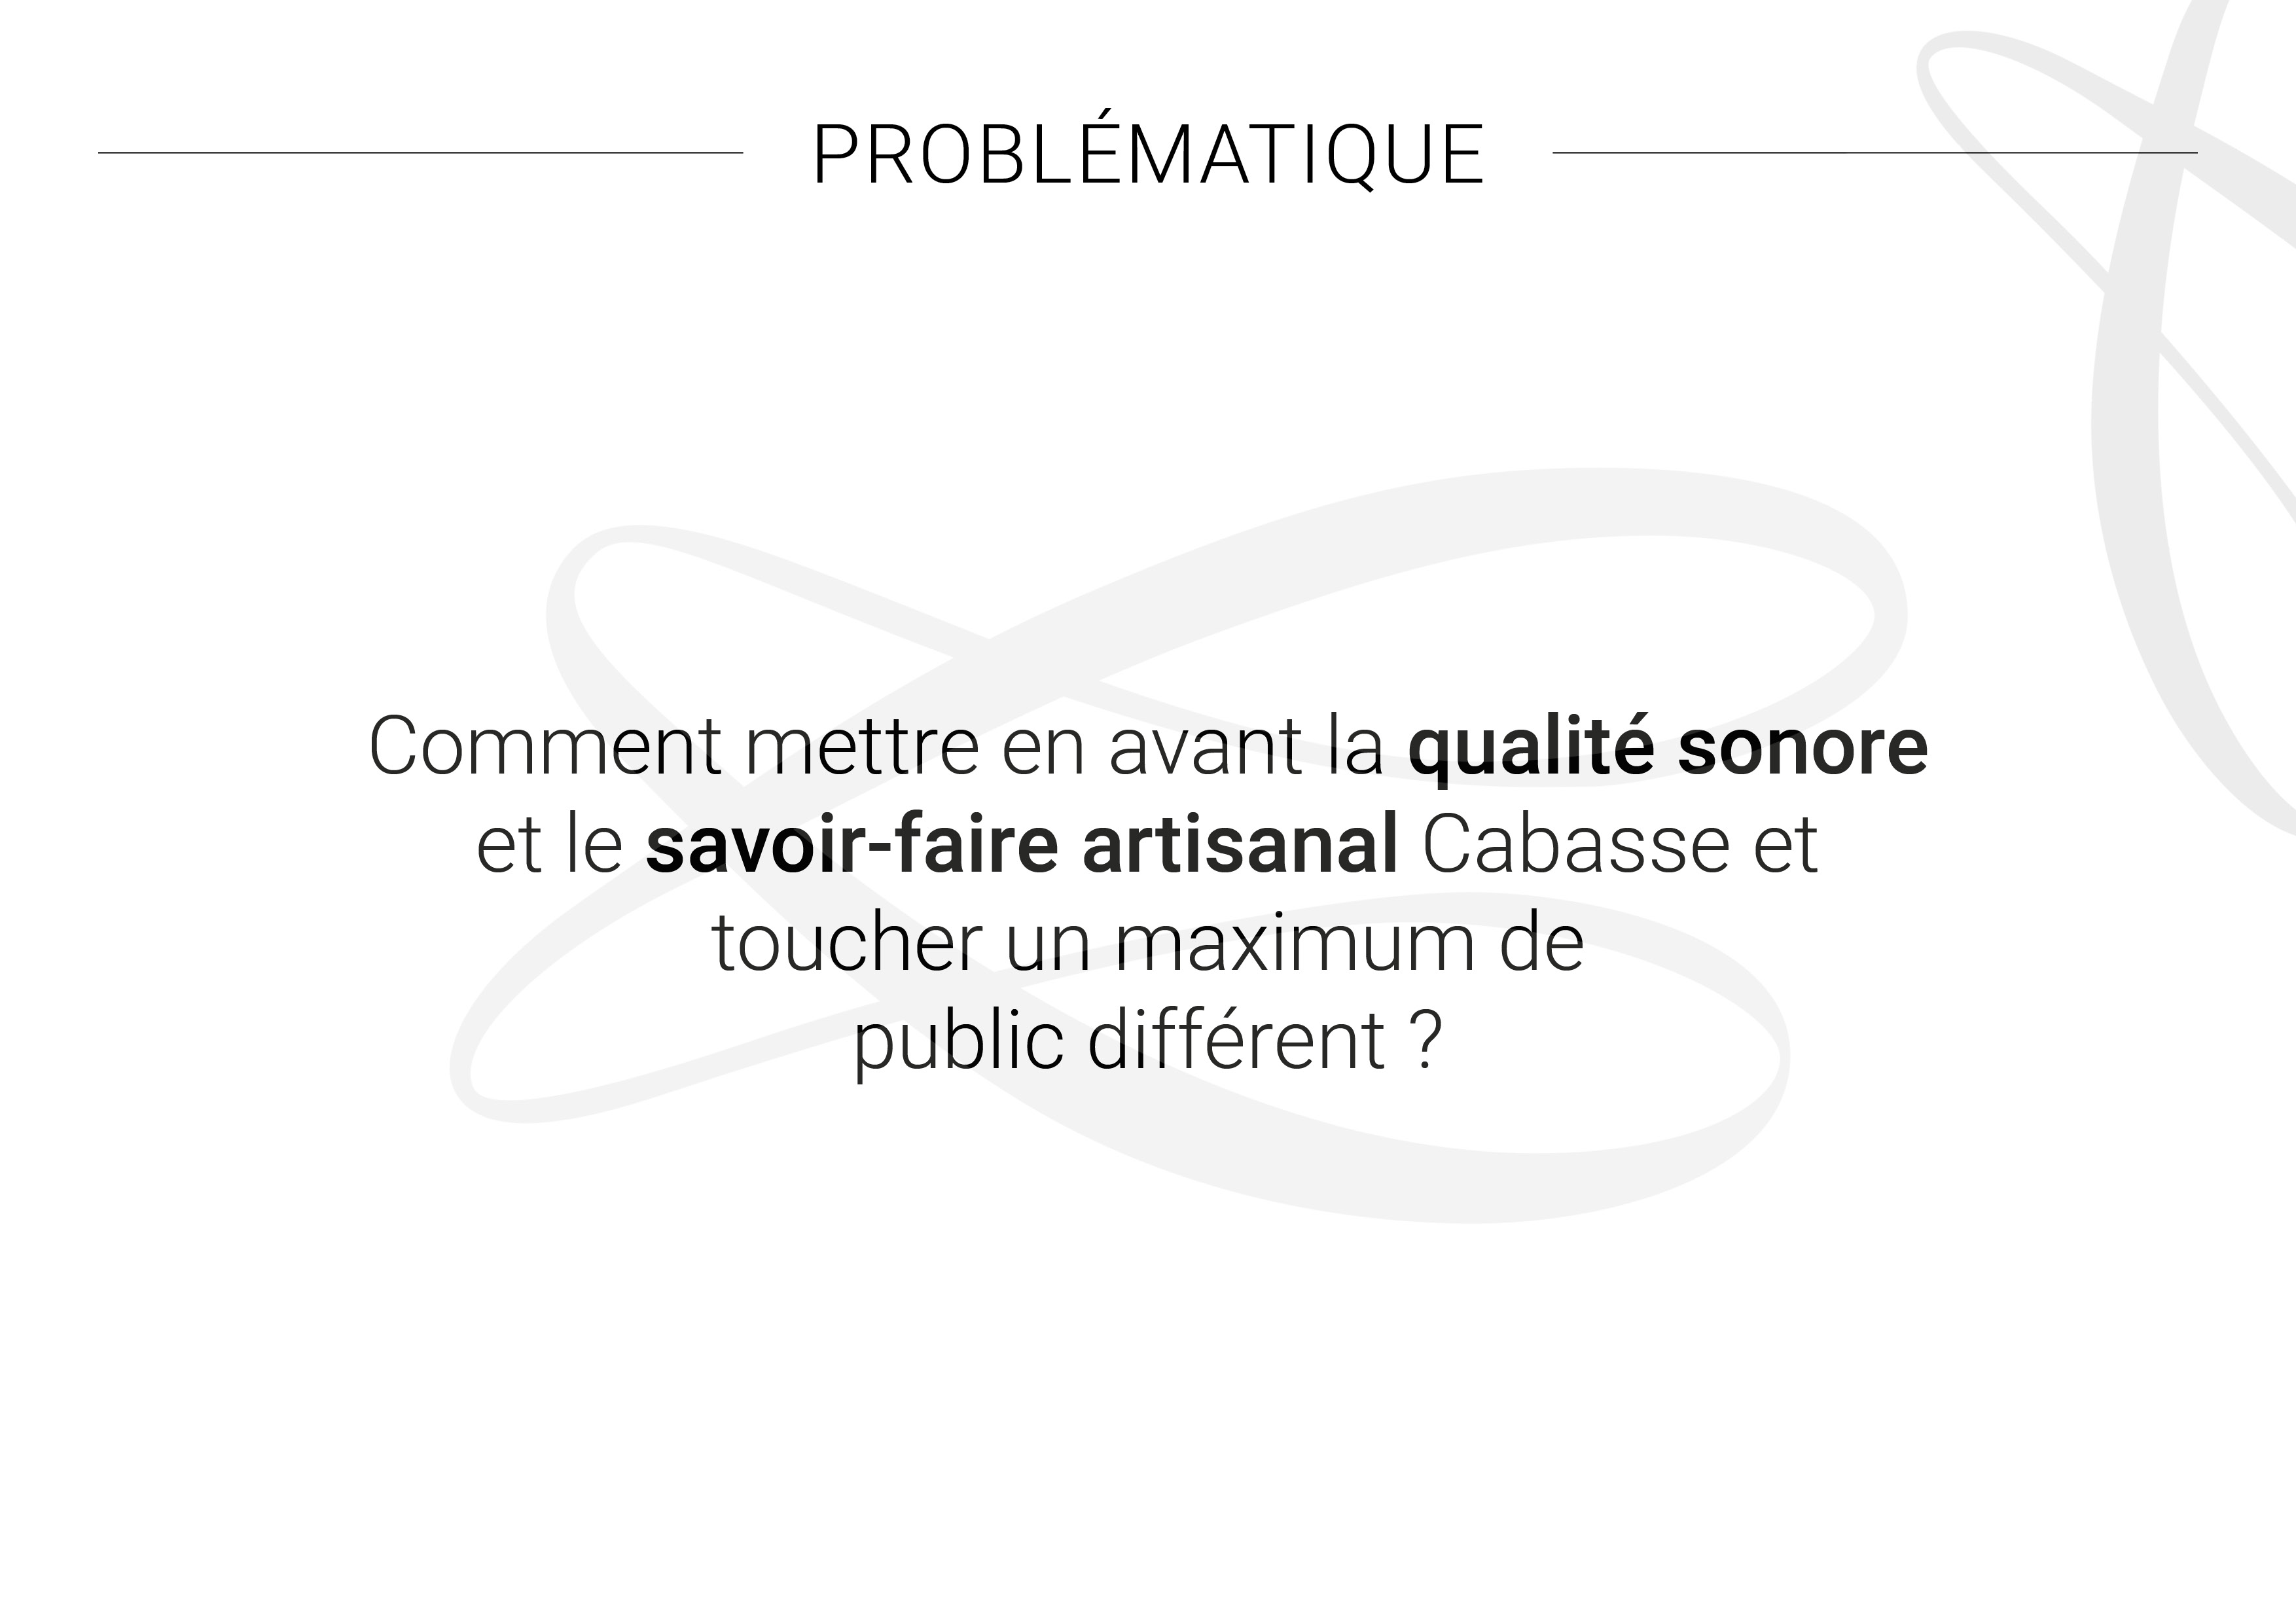 PROBLÉMATIQUE
Comment mettre en avant la qualité sonore
et le savoir-faire artisanal Cabasse et
toucher un maximum de
public différent ?